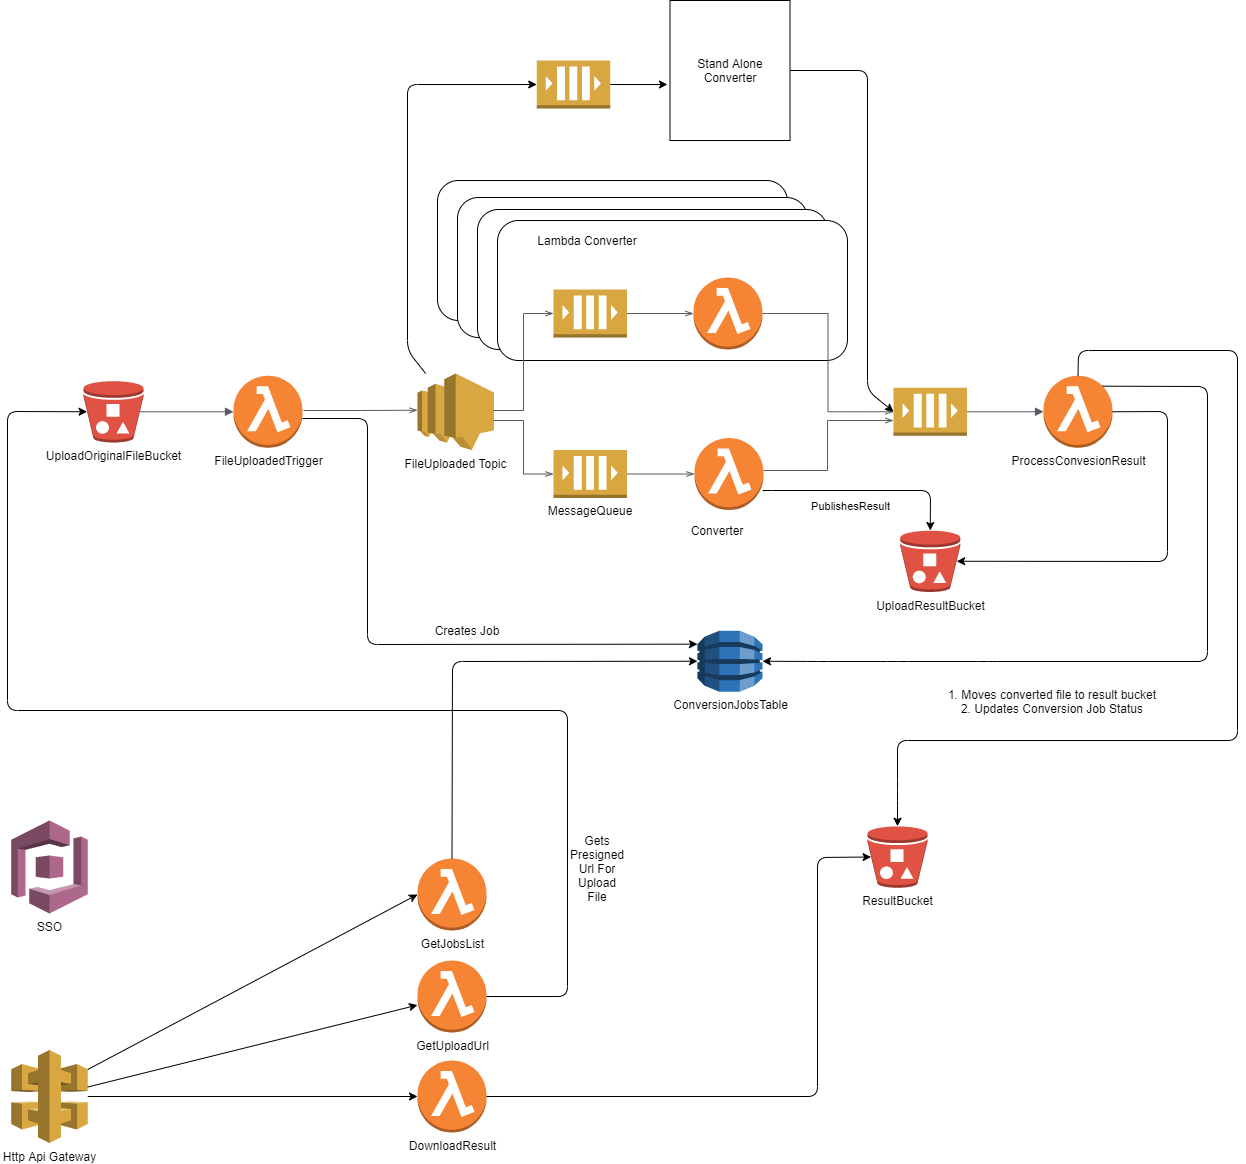 Stand Alone
Converter
Lambda Converter
UploadOriginalFileBucket
FileUploadedTrigger
FileUploaded Topic
ProcessConvesionResult
MessageQueue
PublishesResult
Converter
UploadResultBucket
Creates Job
ConversionJobsTable
1. Moves converted file to result bucket
2. Updates Conversion Job Status
Gets
Presigned
Url For
Upload
File
ResultBucket
SSO
GetJobsList
GetUploadUrl
DownloadResult
Http Api Gateway